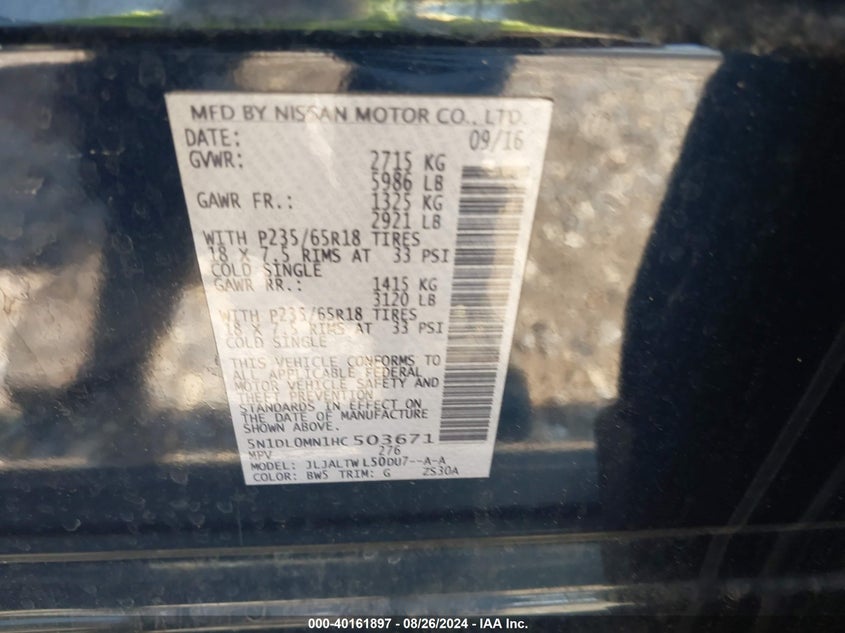 MFD BY NISSAN MOTOR CO., LTD.
DATE: 09/16
GVWR: 2715 KG
5986 LB
GAWR FR.: 1325 KG
2921 LB
WITH P235/65R18 TIRES
18 X 7.5 RIMS AT 33 PSI
COLD SINGLE
GAWR RR.: 1415 KG
3120 LB
WITH P235/65R18 TIRES
18 X 7.5 RIMS AT 33 PSI
COLD SINGLE
THIS VEHICLE CONFORMS TO
ALL APPLICABLE FEDERAL
MOTOR VEHICLE SAFETY AND
THEFT PREVENTION
STANDARDS IN EFFECT ON
THE DATE OF MANUFACTURE
SHOWN ABOVE.
5N1DL0MN1HC503671
MPV 276
MODEL: JLJALTWL50DU7--A-A
COLOR: BW5 TRIM: G ZS30A
000-40161897 - 08/26/2024 - IAA Inc.